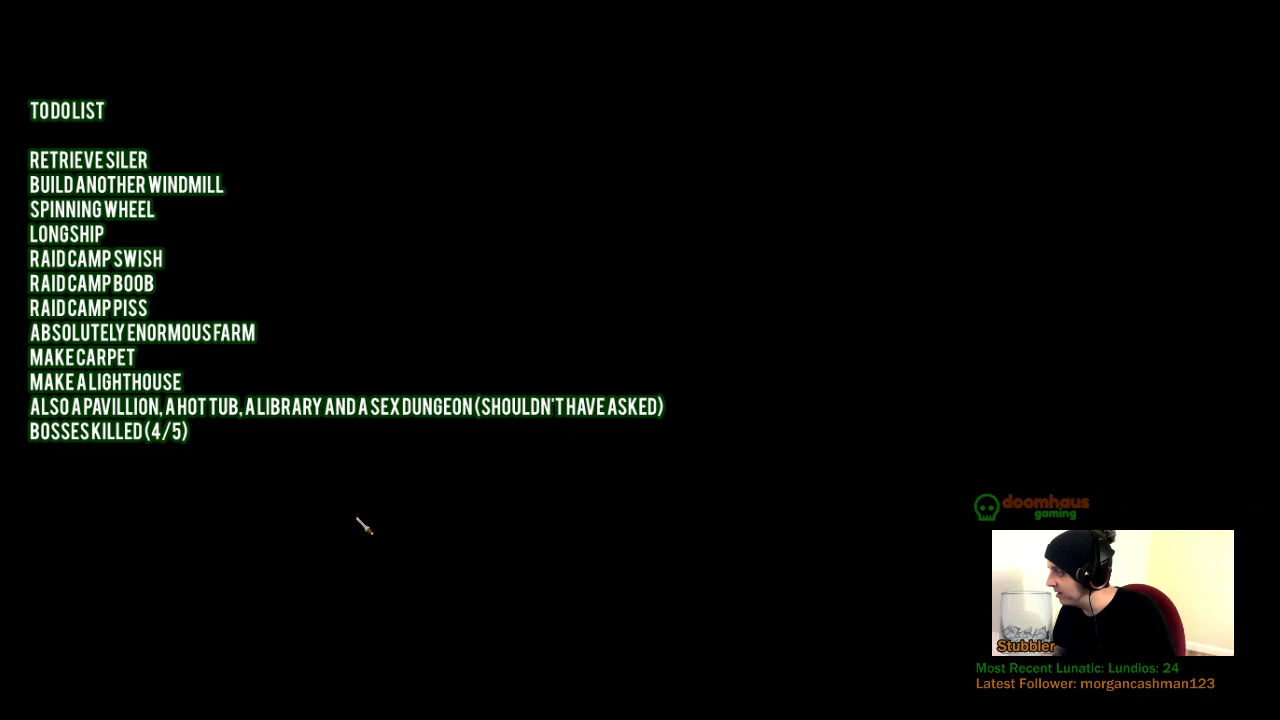 TO DO LIST
RETRIEVE SILER
BUILD ANOTHER WINDMILL
SPINNING WHEEL
LONGSHIP
RAID CAMP SWISH
RAID CAMP BOOB
RAID CAMP PISS
ABSOLUTELY ENORMOUS FARM
MAKE CARPET
MAKE A LIGHTHOUSE
ALSO A PAVILLION, A HOT TUB, A LIBRARY AND A SEX DUNGEON (SHOULDN'T HAVE ASKED)
BOSSES KILLED (4/5)
doomhaus
gaming
Stubbler
Most Recent Lunatic: Lundios: 24
Latest Follower: morgancashman123